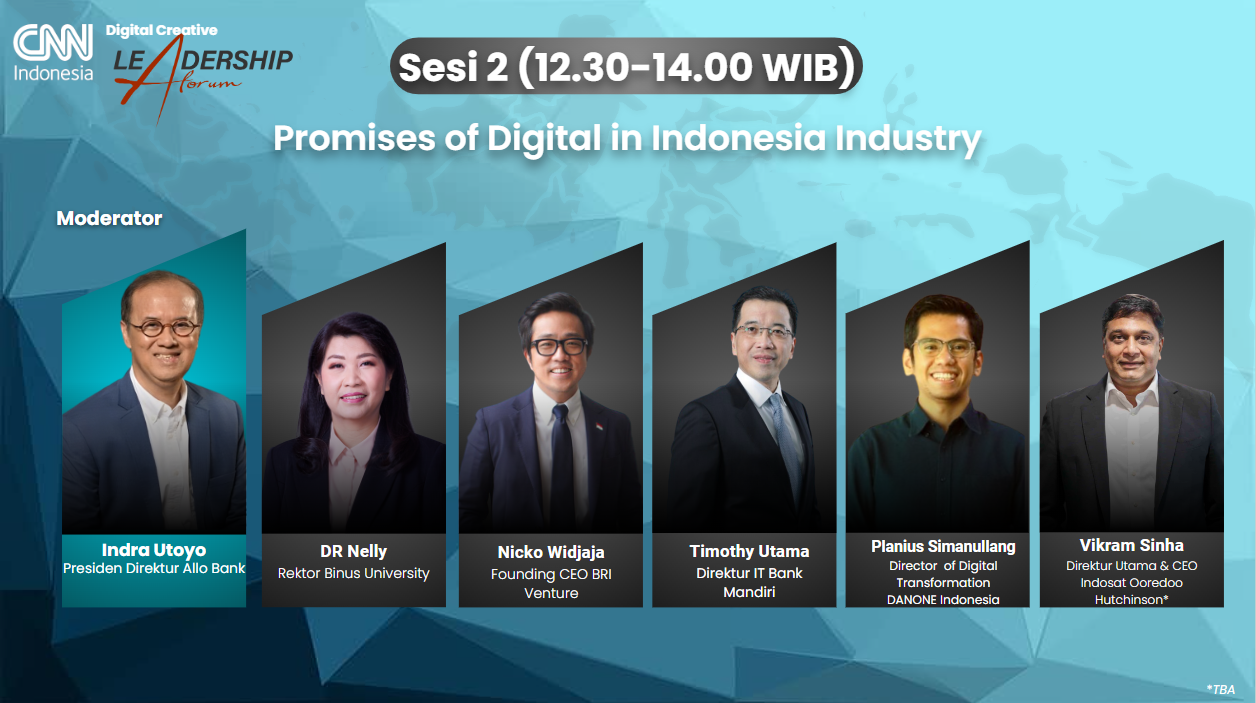 CNN
Indonesia
Digital Creative
LEADERSHIP
forum
Sesi 2 (12.30-14.00 WIB)
Promises of Digital in Indonesia Industry
Moderator
Indra Utoyo
Presiden Direktur Allo Bank
DR Nelly
Rektor Binus University
Nicko Widjaja
Founding CEO BRI
Venture
Timothy Utama
Direktur IT Bank
Mandiri
Planius Simanullang
Director of Digital
Transformation
DANONE Indonesia
Vikram Sinha
Direktur Utama & CEO
Indosat Ooredoo
Hutchinson*
*TBA